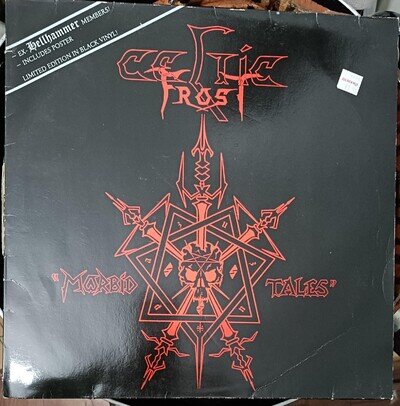 - EX-Hellhammer MEMBERS!
- INCLUDES POSTER
LIMITED EDITION IN BLACK VINYL!
CELTIC
FROST
"MORBID TALES"